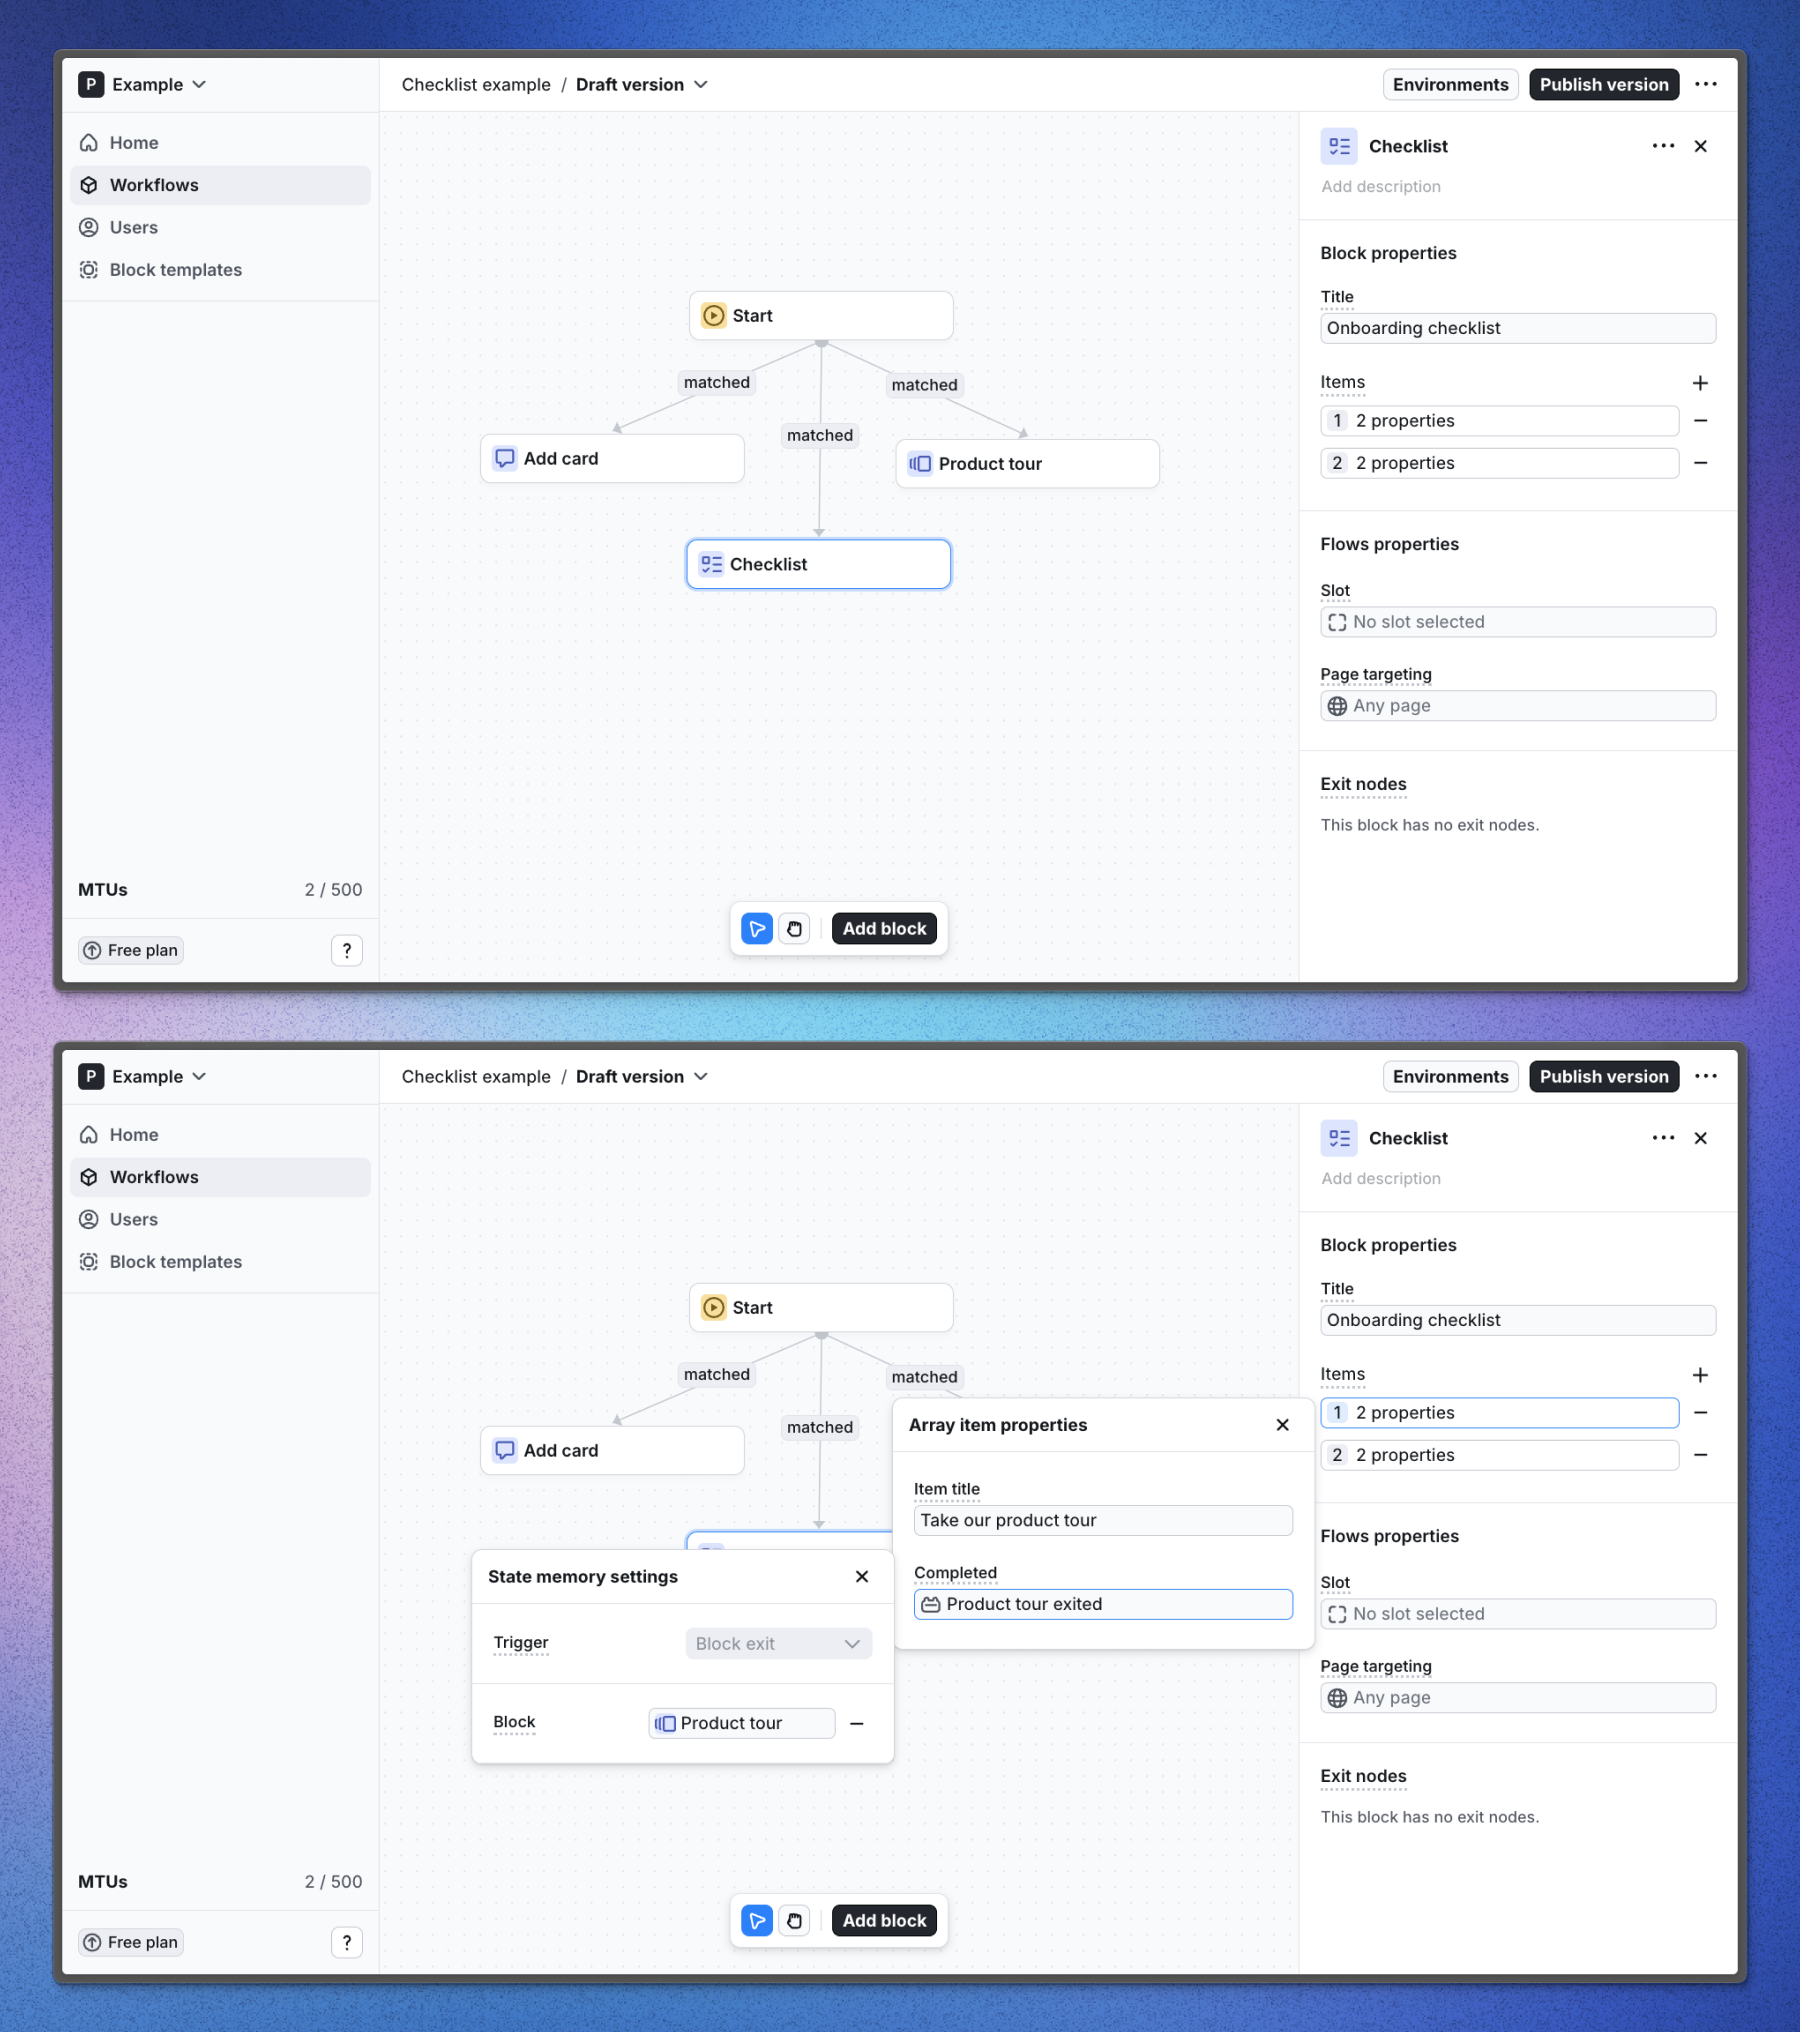 P Example
Checklist example / Draft version
Environments
Publish version
Home
Workflows
Users
Block templates
MTUs
2 / 500
Free plan
?
Start
matched
matched
matched
Add card
Product tour
Checklist
Add block
Checklist
Add description
Block properties
Title
Onboarding checklist
Items
1 2 properties
2 2 properties
Flows properties
Slot
No slot selected
Page targeting
Any page
Exit nodes
This block has no exit nodes.
P Example
Checklist example / Draft version
Environments
Publish version
Home
Workflows
Users
Block templates
MTUs
2 / 500
Free plan
?
Start
matched
matched
matched
Add card
Array item properties
Item title
Take our product tour
Completed
Product tour exited
State memory settings
Trigger
Block exit
Block
Product tour
Add block
Checklist
Add description
Block properties
Title
Onboarding checklist
Items
1 2 properties
2 2 properties
Flows properties
Slot
No slot selected
Page targeting
Any page
Exit nodes
This block has no exit nodes.